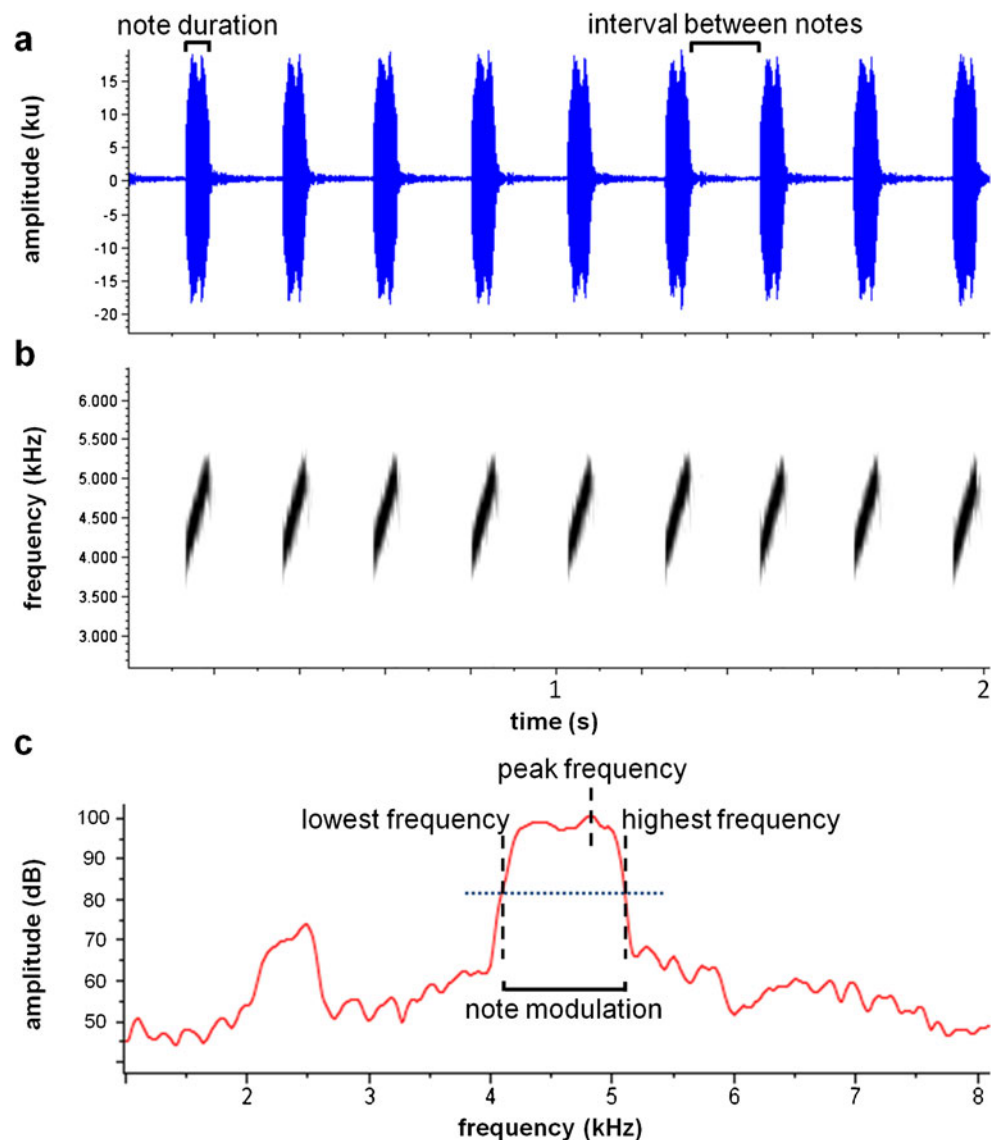 a
note duration
interval between notes
amplitude (ku)
15
10
5
0
-5
-10
-15
-20
b
frequency (kHz)
6.000
5.500
5.000
4.500
4.000
3.500
3.000
1
2
time (s)
c
peak frequency
lowest frequency
highest frequency
amplitude (dB)
100
90
80
70
60
50
note modulation
2
3
4
5
6
7
8
frequency (kHz)